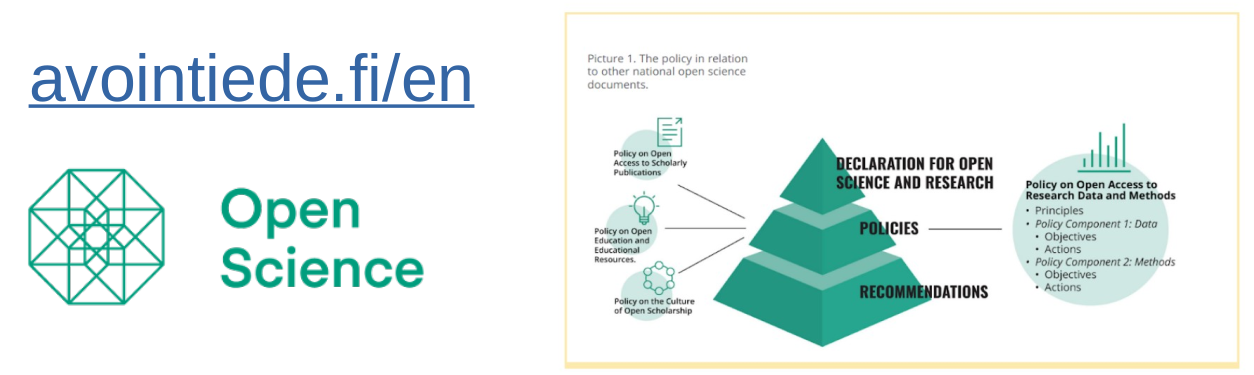 avointiede.fi/en
Open
Science
Picture 1. The policy in relation
to other national open science
documents.
Policy on Open
Access to Scholarly
Publications
Policy on Open
Education and
Educational
Resources.
Policy on the Culture
of Open Scholarship
DECLARATION FOR OPEN
SCIENCE AND RESEARCH
POLICIES
RECOMMENDATIONS
Policy on Open Access to
Research Data and Methods
• Principles
• Policy Component 1: Data
• Objectives
• Actions
• Policy Component 2: Methods
• Objectives
• Actions